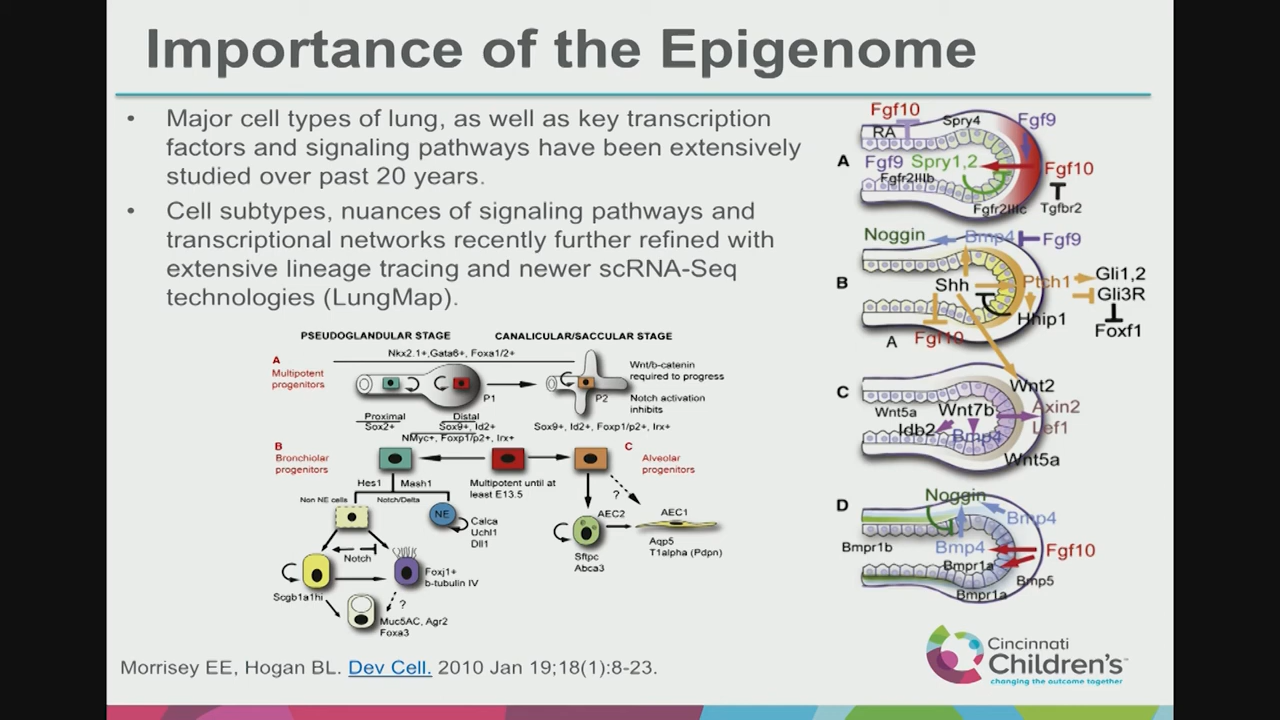 Importance of the Epigenome
• Major cell types of lung, as well as key transcription
factors and signaling pathways have been extensively
studied over past 20 years.
• Cell subtypes, nuances of signaling pathways and
transcriptional networks recently further refined with
extensive lineage tracing and newer scRNA-Seq
technologies (LungMap).
PSEUDOGLANDULAR STAGE
CANALICULAR/SACCULAR STAGE
Nkx2.1+,Gata6+, Foxa1/2+
A
Multipotent
progenitors
P1
P2
Wnt/b-catenin
required to progress
Notch activation
inhibits
Proximal
Sox2+
Distal
Sox9+, Id2+
NMyc+, Foxp1/p2+, Irx+
Sox9+, Id2+, Foxp1/p2+, Irx+
B
Bronchiolar
progenitors
C
Alveolar
progenitors
Hes1
Mash1
Multipotent until at
least E13.5
Non NE cells
Notch/Delta
NE
Calca
Uchl1
Dll1
?
AEC2
AEC1
Sftpc
Abca3
Aqp5
T1alpha (Pdpn)
Notch
Scgb1a1hi
Foxj1+
b-tubulin IV
?
Muc5AC, Agr2
Foxa3
Fgf10
RA
Spry4
Fgf9
A
Fgf9
Spry1,2
Fgf10
Fgfr2IIIb
Fgfr2IIIc
Tgfbr2
Noggin
Bmp4
Fgf9
B
Shh
Ptch1
Gli1,2
Gli3R
Hhip1
Foxf1
A
Fgf10
Wnt2
C
Wnt5a
Wnt7b
Axin2
Lef1
Idb2
Bmp4
Wnt5a
D
Noggin
Bmp4
Bmpr1b
Bmp4
Fgf10
Bmpr1a
Bmp5
Bmpr1a
Morrisey EE, Hogan BL. Dev Cell. 2010 Jan 19;18(1):8-23.
Cincinnati
Children's™
changing the outcome together